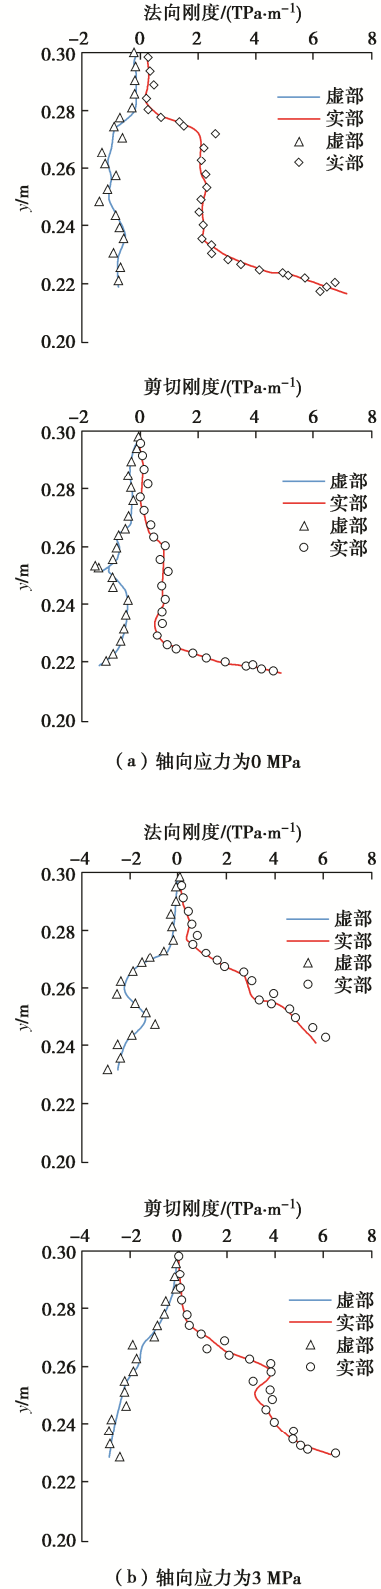 法向刚度/(TPa·m⁻¹)
−2 0 2 4 6 8
0.30
0.28
0.26
0.24
0.22
0.20
y/m
虚部
实部
虚部
实部
剪切刚度/(TPa·m⁻¹)
−2 0 2 4 6 8
0.30
0.28
0.26
0.24
0.22
0.20
y/m
虚部
实部
虚部
实部
（a）轴向应力为0 MPa
法向刚度/(TPa·m⁻¹)
−4 −2 0 2 4 6 8
0.30
0.28
0.26
0.24
0.22
0.20
y/m
虚部
实部
虚部
实部
剪切刚度/(TPa·m⁻¹)
−4 −2 0 2 4 6 8
0.30
0.28
0.26
0.24
0.22
0.20
y/m
虚部
实部
虚部
实部
（b）轴向应力为3 MPa